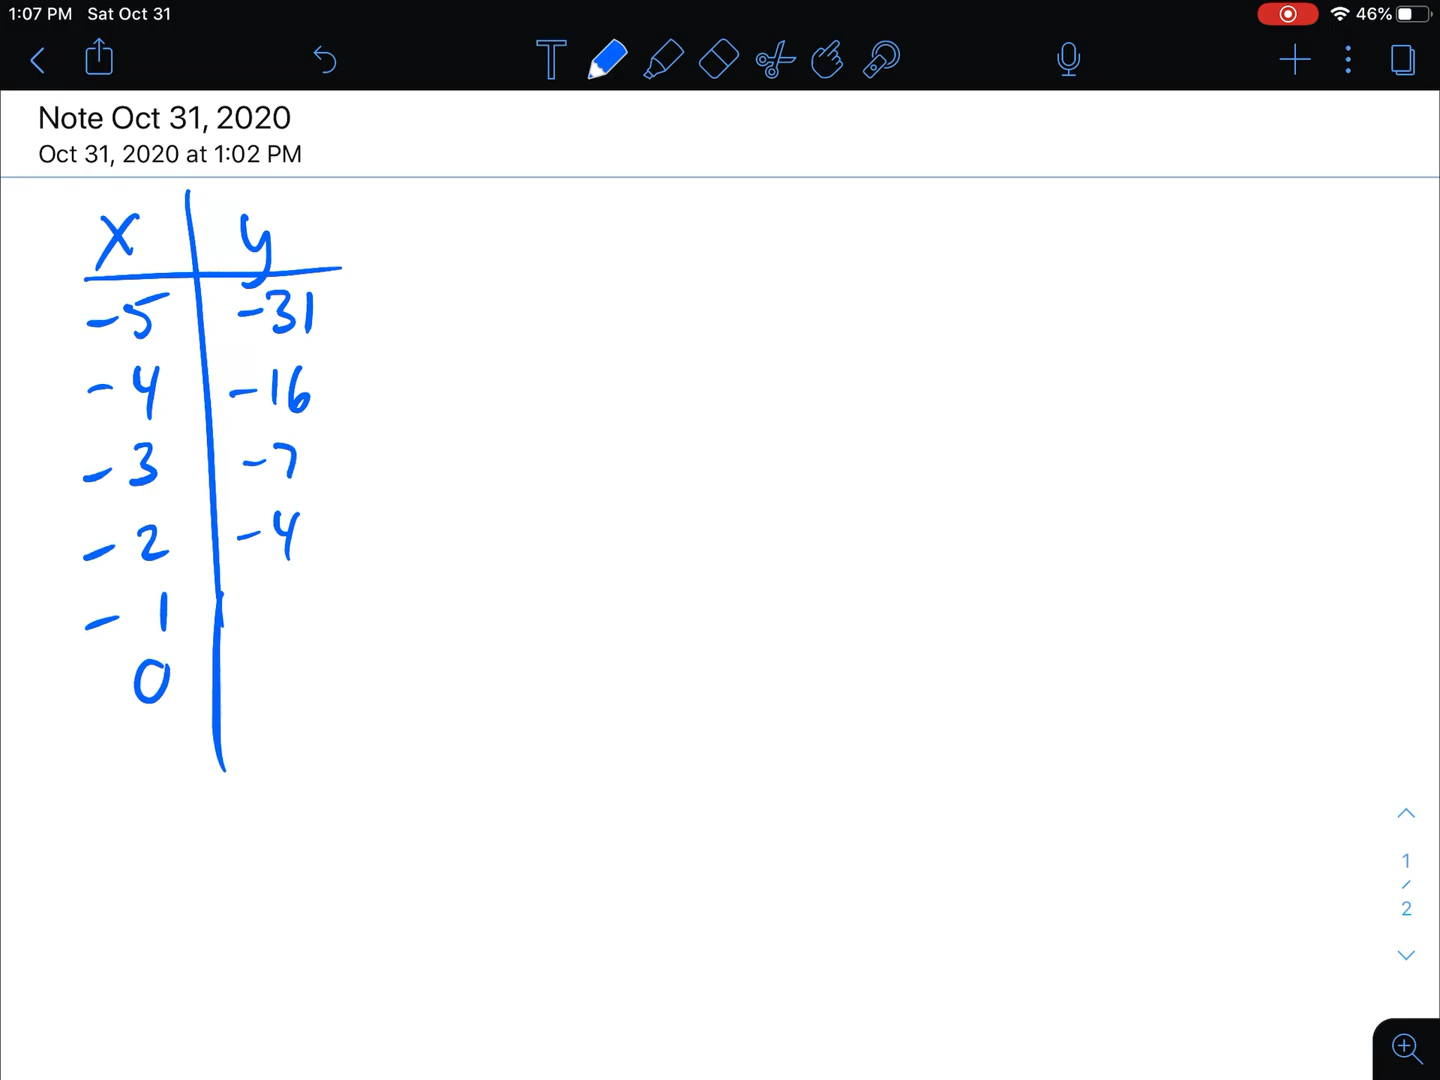 1:07 PM Sat Oct 31 46%
T
Note Oct 31, 2020
Oct 31, 2020 at 1:02 PM
x y
-5 -31
-4 -16
-3 -7
-2 -4
-1
0
1
/
2